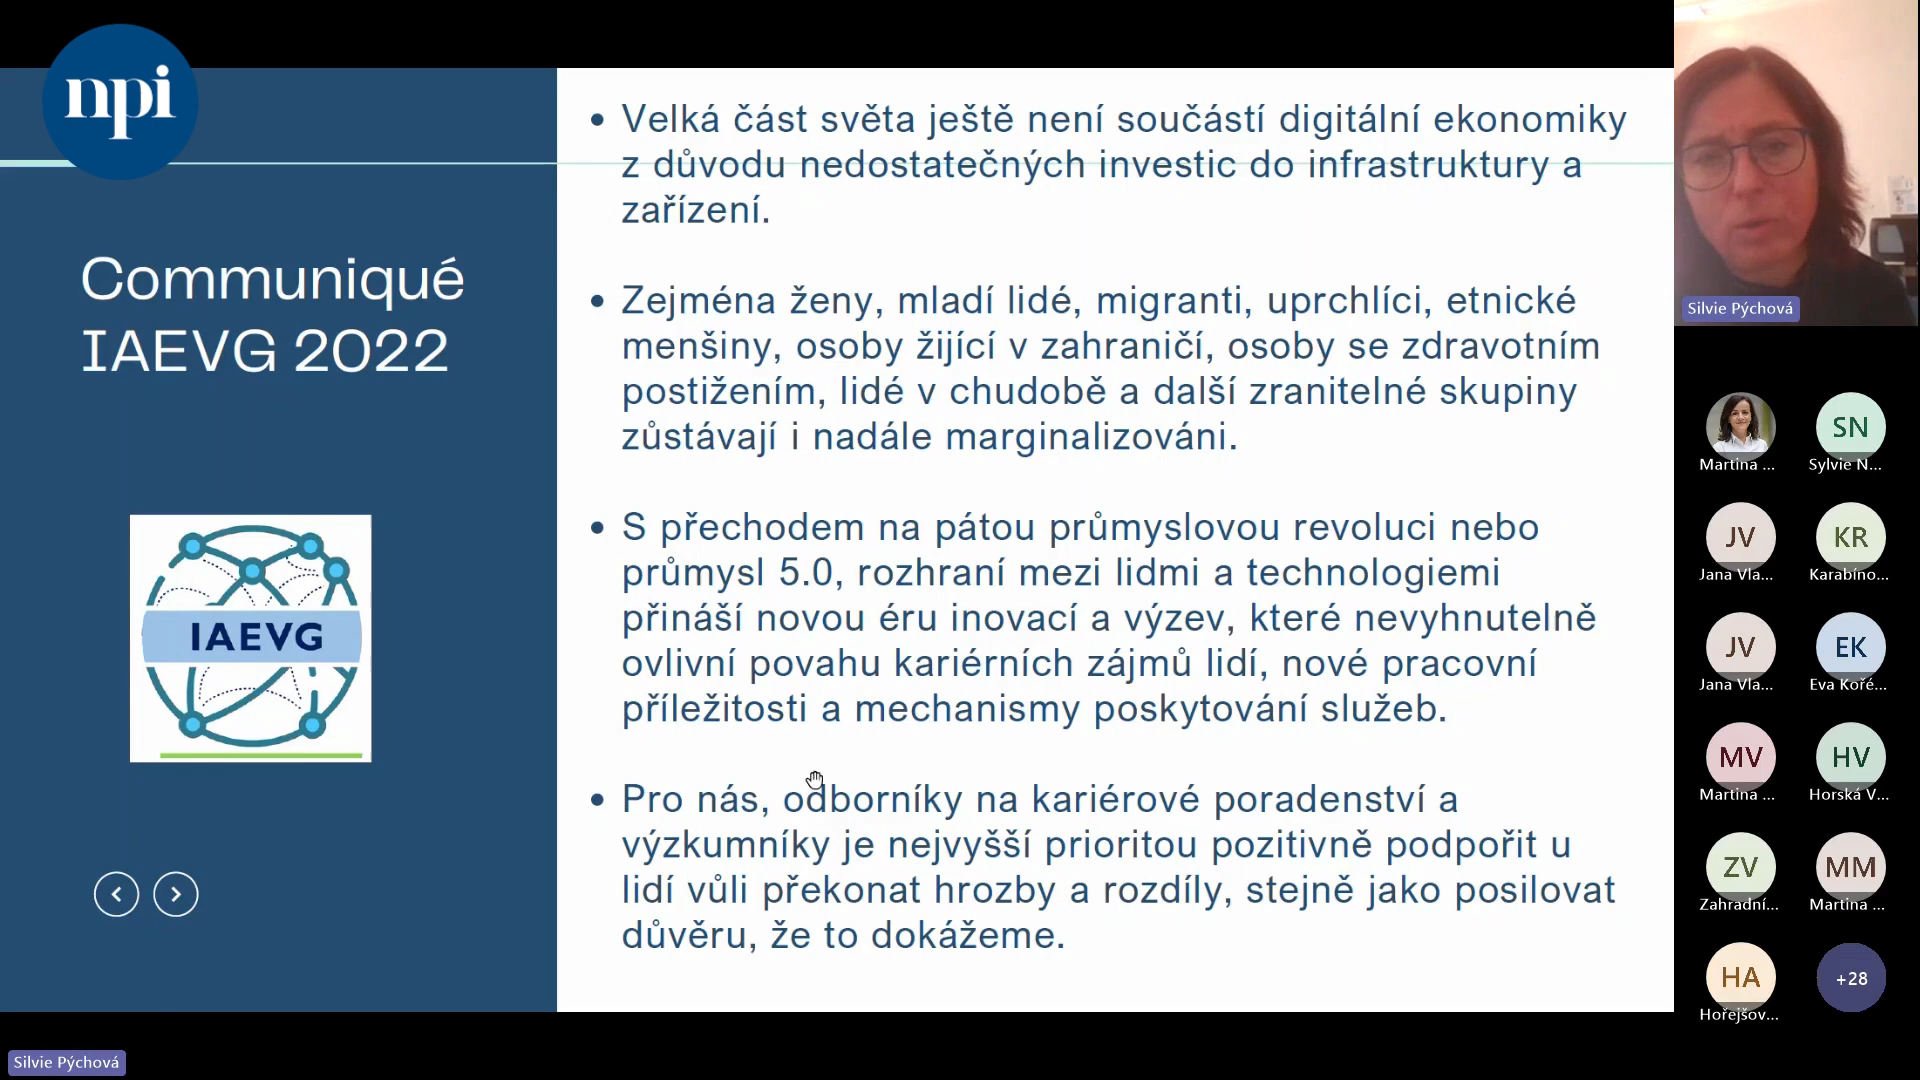 npi
Communiqué
IAEVG 2022
IAEVG
• Velká část světa ještě není součástí digitální ekonomiky
z důvodu nedostatečných investic do infrastruktury a
zařízení.
• Zejména ženy, mladí lidé, migranti, uprchlíci, etnické
menšiny, osoby žijící v zahraničí, osoby se zdravotním
postižením, lidé v chudobě a další zranitelné skupiny
zůstávají i nadále marginalizováni.
• S přechodem na pátou průmyslovou revoluci nebo
průmysl 5.0, rozhraní mezi lidmi a technologiemi
přináší novou éru inovací a výzev, které nevyhnutelně
ovlivní povahu kariérních zájmů lidí, nové pracovní
příležitosti a mechanismy poskytování služeb.
• Pro nás, odborníky na kariérové poradenství a
výzkumníky je nejvyšší prioritou pozitivně podpořit u
lidí vůli překonat hrozby a rozdíly, stejně jako posilovat
důvěru, že to dokážeme.
Silvie Pýchová
Martina ...
SN
Sylvie N...
JV
Jana Vla...
KR
Karabíno...
JV
Jana Vla...
EK
Eva Kořé...
MV
Martina ...
HV
Horská V...
ZV
Zahradní...
MM
Martina ...
HA
Hořejšov...
+28
Silvie Pýchová